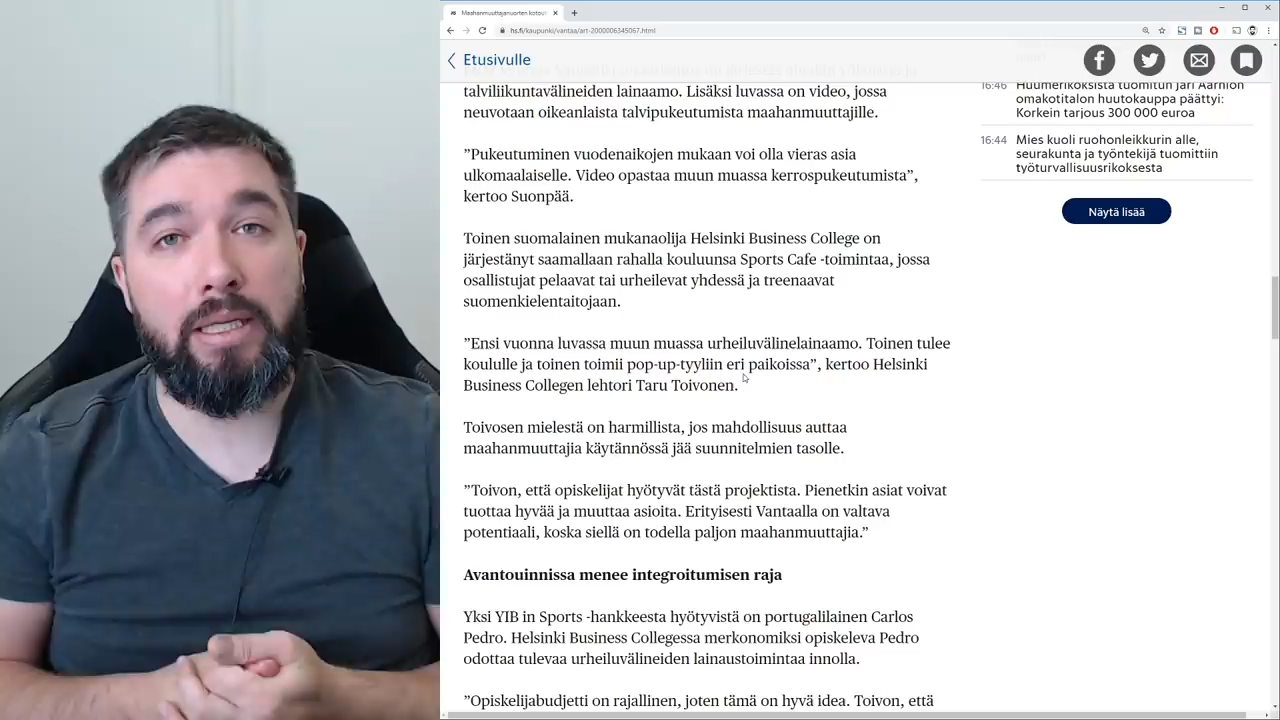 Maahanmuuttajanuorten kotout
hs.fi/kaupunki/vantaa/art-2000006345067.html
Etusivulle
talviliikuntavälineiden lainaamo. Lisäksi luvassa on video, jossa
neuvotaan oikeanlaista talvipukeutumista maahanmuuttajille.
”Pukeutuminen vuodenaikojen mukaan voi olla vieras asia
ulkomaalaiselle. Video opastaa muun muassa kerrospukeutumista”,
kertoo Suonpää.
Toinen suomalainen mukanaolija Helsinki Business College on
järjestänyt saamallaan rahalla kouluunsa Sports Cafe -toimintaa, jossa
osallistujat pelaavat tai urheilevat yhdessä ja treenaavat
suomenkielentaitojaan.
”Ensi vuonna luvassa muun muassa urheiluvälinelainaamo. Toinen tulee
koululle ja toinen toimii pop-up-tyyliin eri paikoissa”, kertoo Helsinki
Business Collegen lehtori Taru Toivonen.
Toivosen mielestä on harmillista, jos mahdollisuus auttaa
maahanmuuttajia käytännössä jää suunnitelmien tasolle.
”Toivon, että opiskelijat hyötyvät tästä projektista. Pienetkin asiat voivat
tuottaa hyvää ja muuttaa asioita. Erityisesti Vantaalla on valtava
potentiaali, koska siellä on todella paljon maahanmuuttajia.”
Avantouinnissa menee integroitumisen raja
Yksi YIB in Sports -hankkeesta hyötyvistä on portugalilainen Carlos
Pedro. Helsinki Business Collegessa merkonomiksi opiskeleva Pedro
odottaa tulevaa urheiluvälineiden lainaustoimintaa innolla.
”Opiskelijabudjetti on rajallinen, joten tämä on hyvä idea. Toivon, että
16:46 Huumerikoksista tuomitun Jari Aarnion
omakotitalon huutokauppa päättyi:
Korkein tarjous 300 000 euroa
16:44 Mies kuoli ruohonleikkurin alle,
seurakunta ja työntekijä tuomittiin
työturvallisuusrikoksesta
Näytä lisää